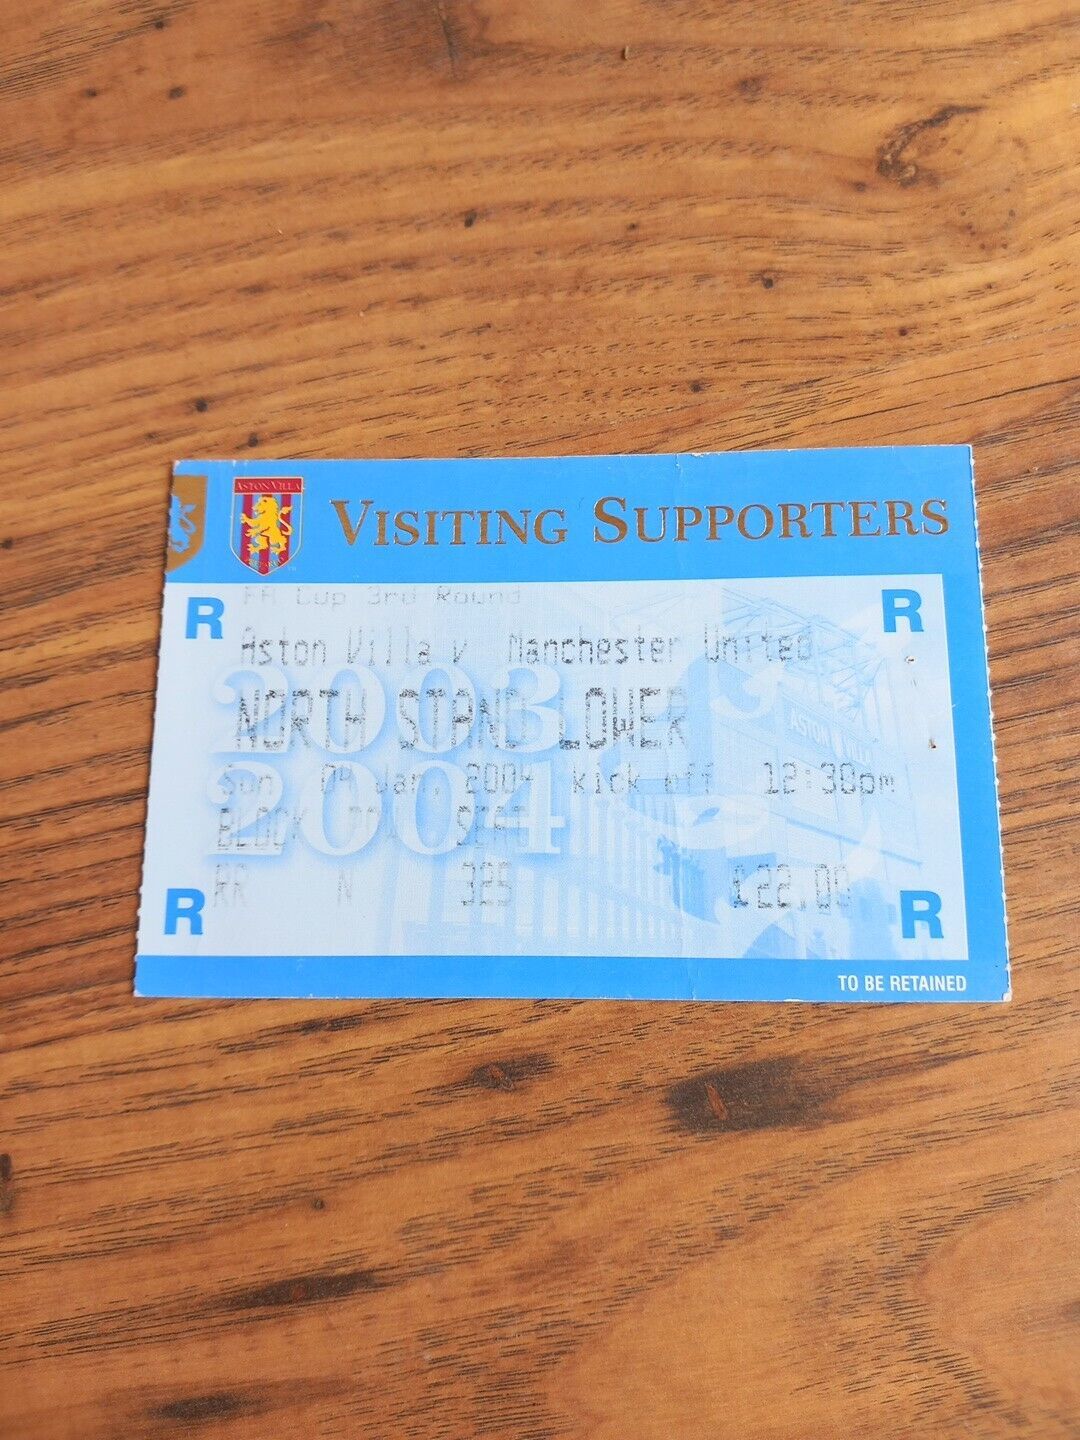 ASTON VILLA
VISITING SUPPORTERS
R R
FA Cup 3rd Round
Aston Villa v Manchester United
2003
NORTH STAND LOWER
Sun 04 Jan, 2004 kick off 12:30pm
2004
BLOCK ROW SEAT
RR N 325 £22.00
R R
TO BE RETAINED